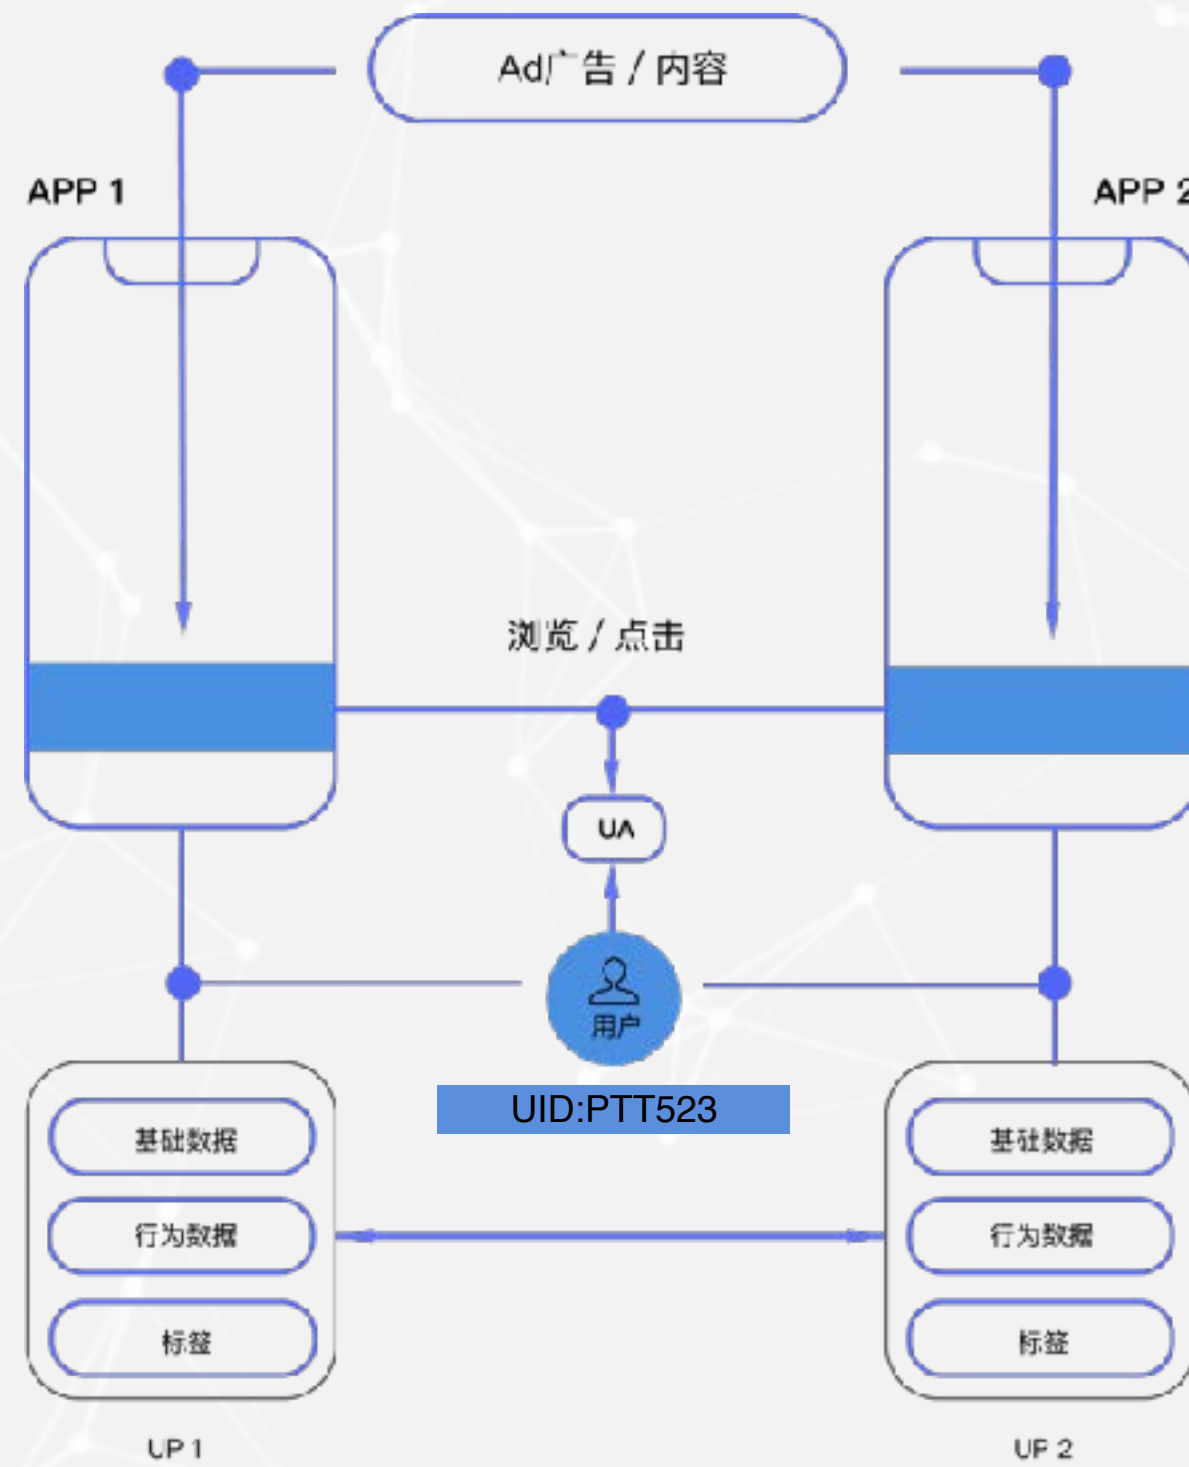 Ad广告 / 内容
APP 1
APP 2
浏览 / 点击
UA
用户
UID:PTT523
基础数据
基础数据
行为数据
行为数据
标签
标签
UP 1
UP 2